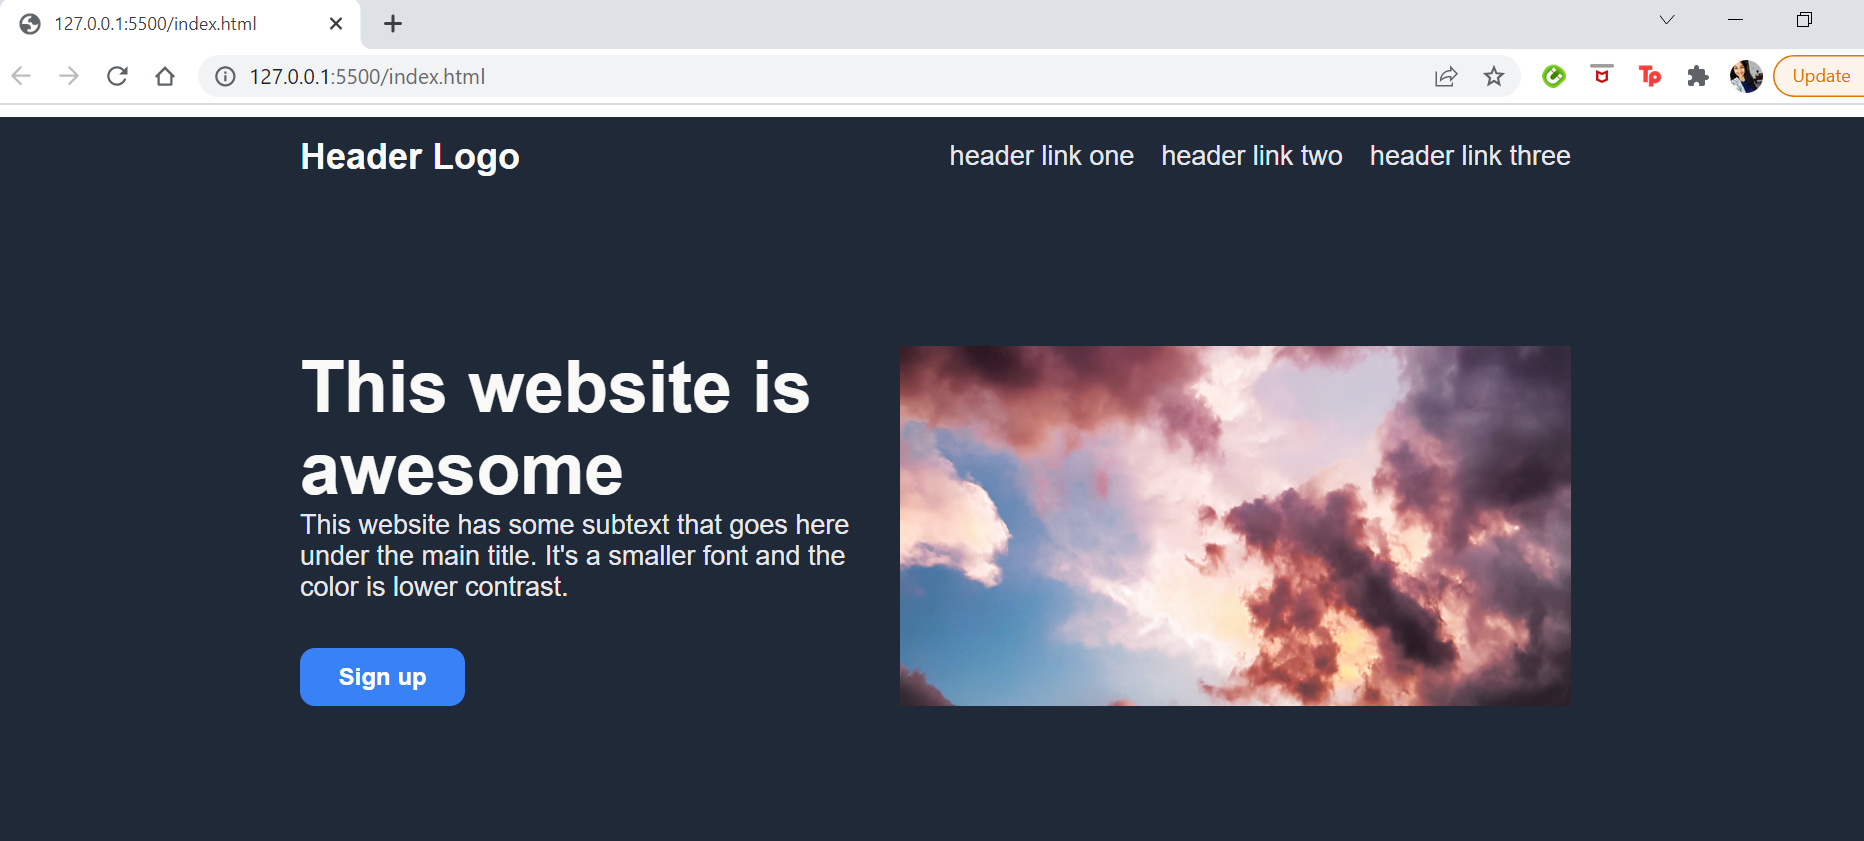 127.0.0.1:5500/index.html
127.0.0.1:5500/index.html
Tp
Update
Header Logo
header link one header link two header link three
This website is
awesome
This website has some subtext that goes here
under the main title. It's a smaller font and the
color is lower contrast.
Sign up